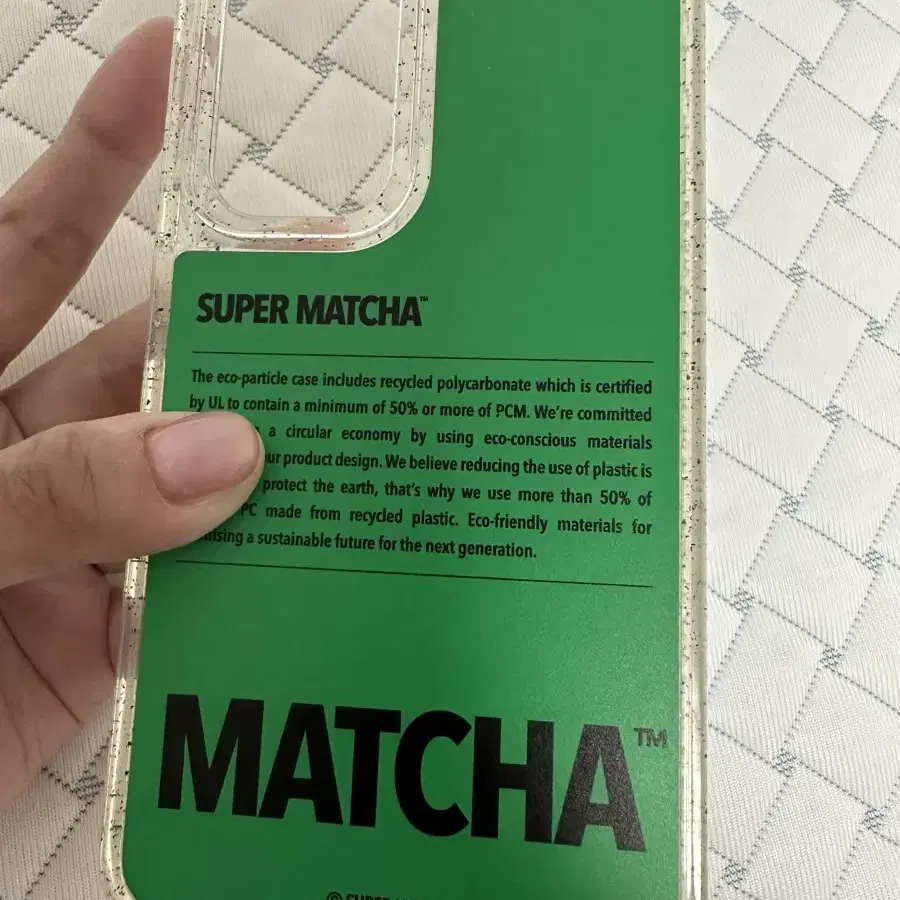 SUPER MATCHA™
The eco-particle case includes recycled polycarbonate which is certified
by UL to contain a minimum of 50% or more of PCM. We're committed
a circular economy by using eco-conscious materials
our product design. We believe reducing the use of plastic is
protect the earth, that's why we use more than 50% of
PC made from recycled plastic. Eco-friendly materials for
a sustainable future for the next generation.
MATCHA™
© SUPER